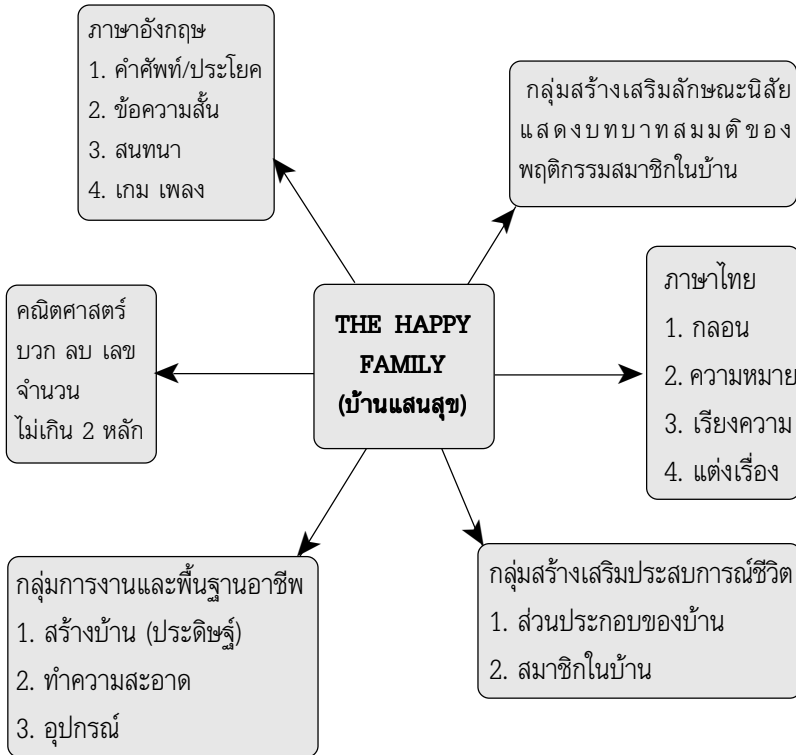 ภาษาอังกฤษ
1. คำศัพท์/ประโยค
2. ข้อความสั้น
3. สนทนา
4. เกม เพลง
กลุ่มสร้างเสริมลักษณะนิสัย
แสดงบทบาทสมมติของ
พฤติกรรมสมาชิกในบ้าน
คณิตศาสตร์
บวก ลบ เลข
จำนวน
ไม่เกิน 2 หลัก
THE HAPPY
FAMILY
(บ้านแสนสุข)
ภาษาไทย
1. กลอน
2. ความหมาย
3. เรียงความ
4. แต่งเรื่อง
กลุ่มการงานและพื้นฐานอาชีพ
1. สร้างบ้าน (ประดิษฐ์)
2. ทำความสะอาด
3. อุปกรณ์
กลุ่มสร้างเสริมประสบการณ์ชีวิต
1. ส่วนประกอบของบ้าน
2. สมาชิกในบ้าน